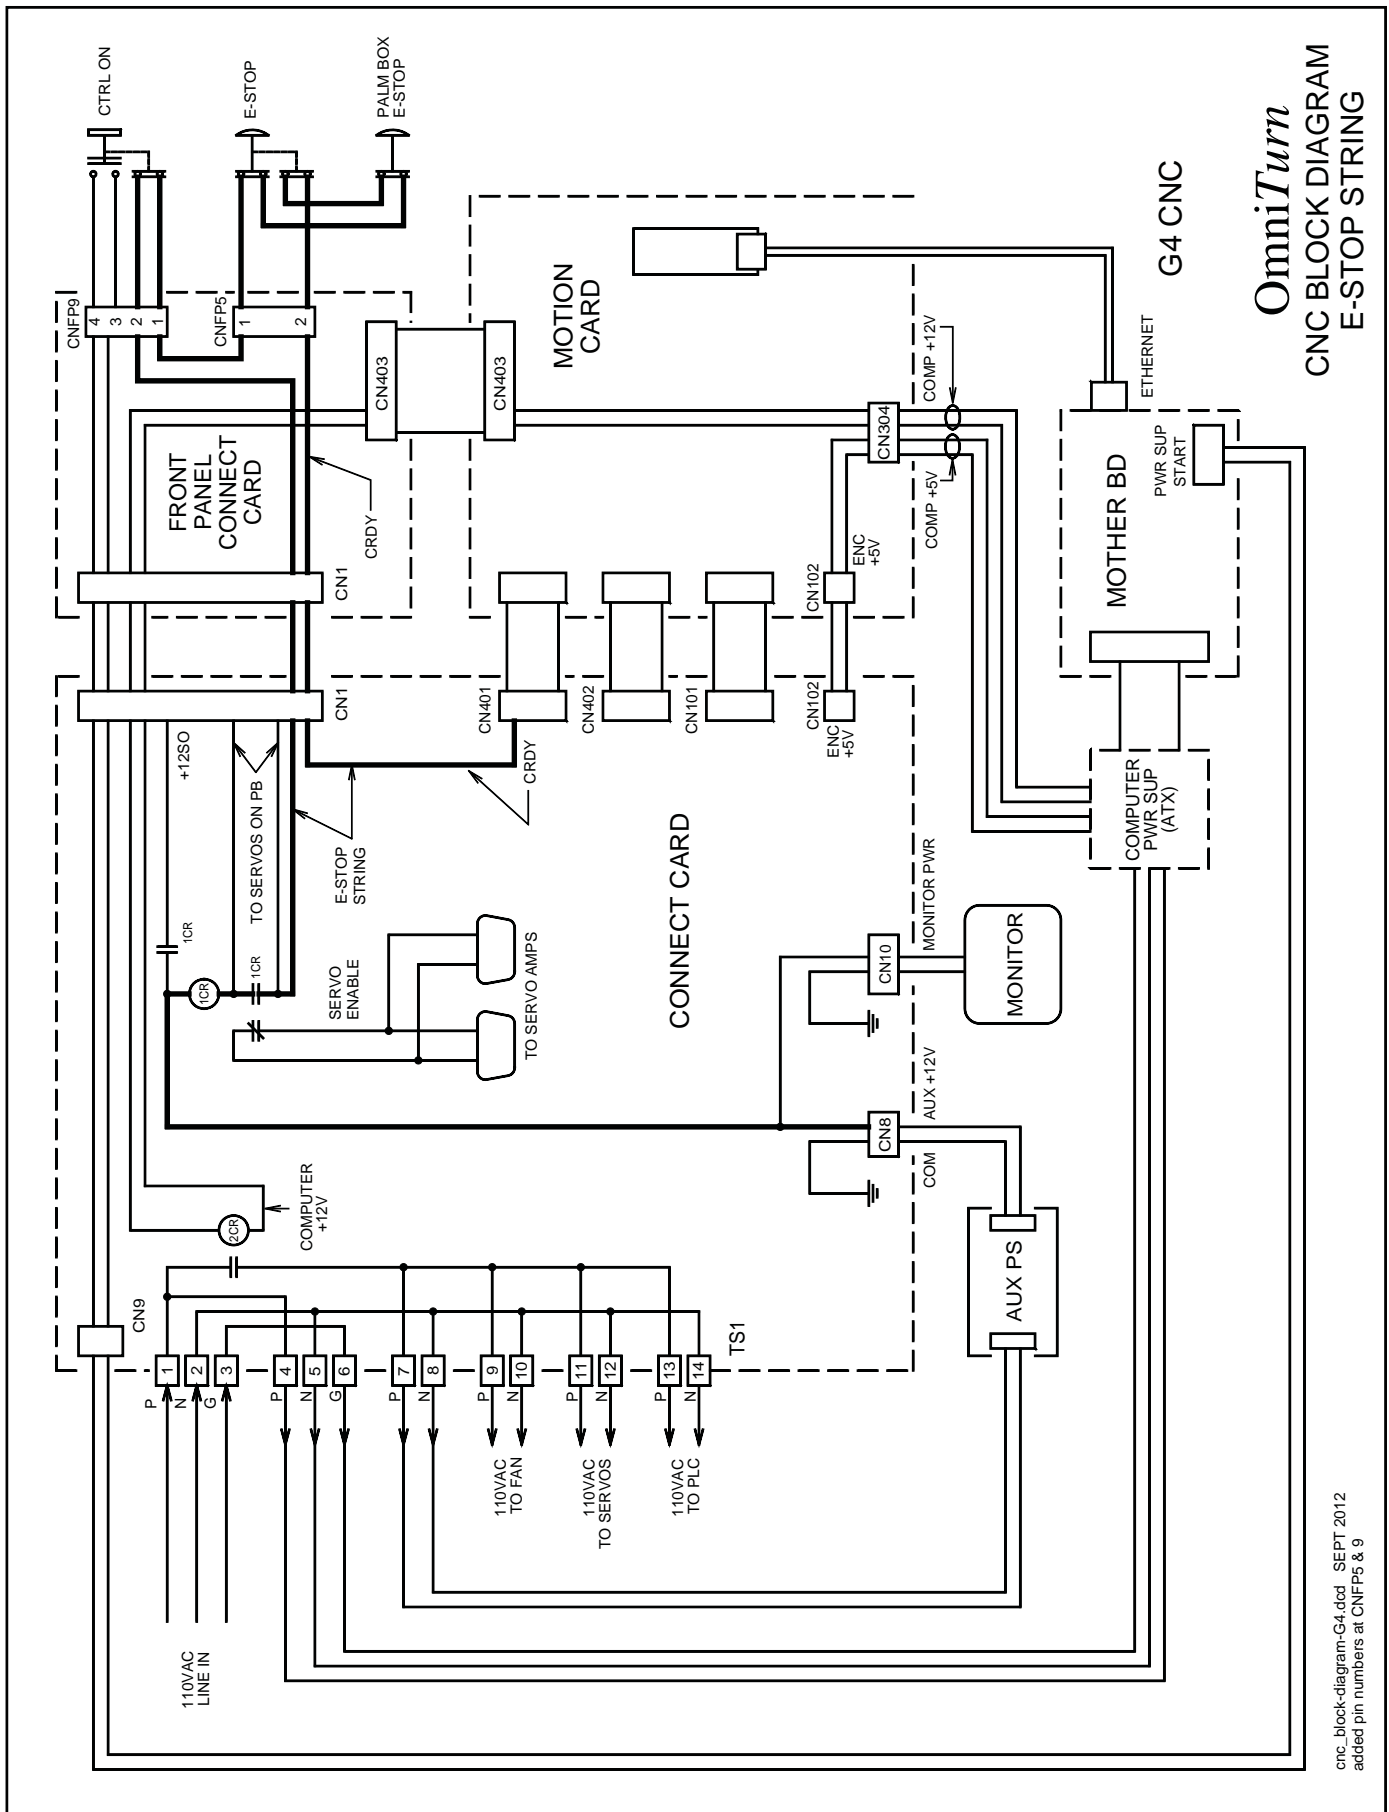 CTRL ON
E-STOP
PALM BOX
E-STOP
CNFP9
4
3
2
1
CNFP5
1
2
FRONT
PANEL
CONNECT
CARD
CRDY
CN403
CN403
MOTION
CARD
G4 CNC
OmniTurn
CNC BLOCK DIAGRAM
E-STOP STRING
CN1
CN304
COMP +12V
COMP +5V
ETHERNET
MOTHER BD
PWR SUP
START
CN102
ENC
+5V
CN1
CN401
CN402
CN101
CN102
ENC
+5V
+12SO
TO SERVOS ON PB
E-STOP
STRING
CRDY
1CR
1CR
1CR
SERVO
ENABLE
TO SERVO AMPS
CONNECT CARD
COMPUTER
PWR SUP
(ATX)
MONITOR PWR
CN10
MONITOR
AUX +12V
CN8
COM
AUX PS
2CR
COMPUTER
+12V
CN9
TS1
1
2
3
4
5
6
7
8
9
10
11
12
13
14
P
N
G
P
N
G
P
N
P
N
P
N
P
N
110VAC
LINE IN
110VAC
TO FAN
110VAC
TO SERVOS
110VAC
TO PLC
cnc_block-diagram-G4.dcd SEPT 2012
added pin numbers at CNFP5 & 9